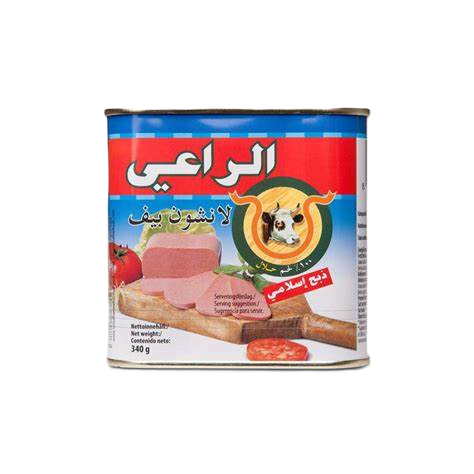 الراعي
لانشون بيف
١٠٠٪ لحم حلال
ذبح إسلامي
Serveringsförslag./
Serving suggestion./
Sugerencia para servir.
Nettoinnehåll:/
Net weight:/
Contenido neto:
340 g